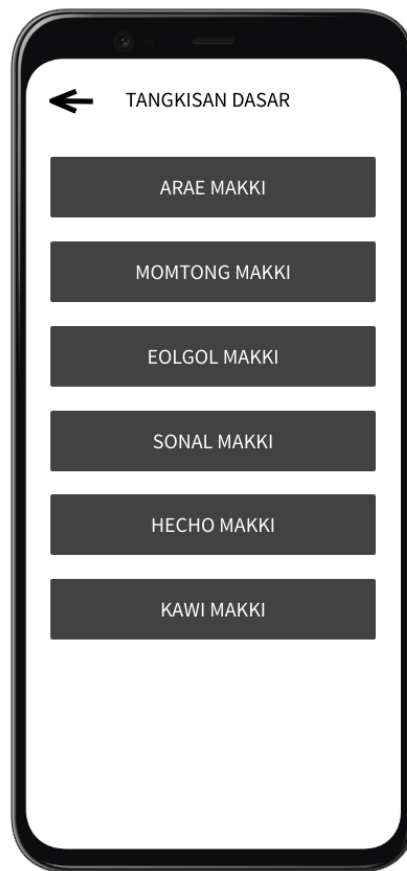 TANGKISAN DASAR
ARAE MAKKI
MOMTONG MAKKI
EOLGOL MAKKI
SONAL MAKKI
HECHO MAKKI
KAWI MAKKI